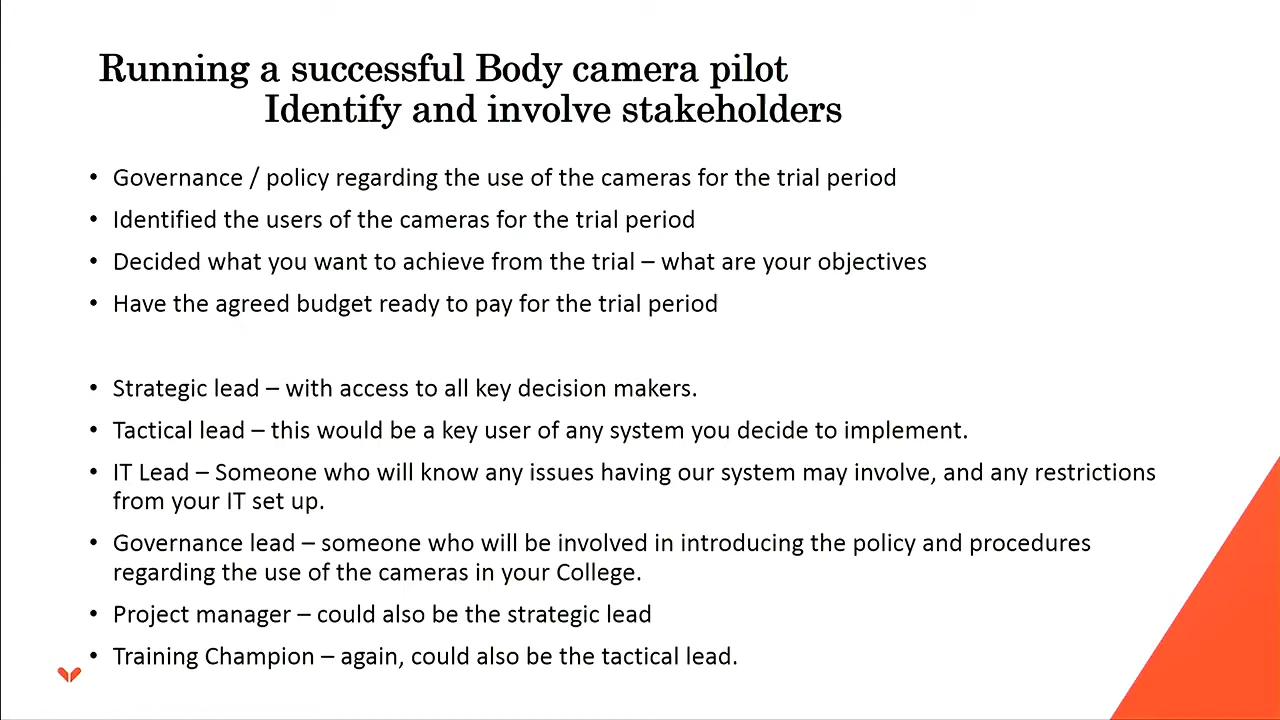 Running a successful Body camera pilot
Identify and involve stakeholders
• Governance / policy regarding the use of the cameras for the trial period
• Identified the users of the cameras for the trial period
• Decided what you want to achieve from the trial – what are your objectives
• Have the agreed budget ready to pay for the trial period
• Strategic lead – with access to all key decision makers.
• Tactical lead – this would be a key user of any system you decide to implement.
• IT Lead – Someone who will know any issues having our system may involve, and any restrictions
from your IT set up.
• Governance lead – someone who will be involved in introducing the policy and procedures
regarding the use of the cameras in your College.
• Project manager – could also be the strategic lead
• Training Champion – again, could also be the tactical lead.